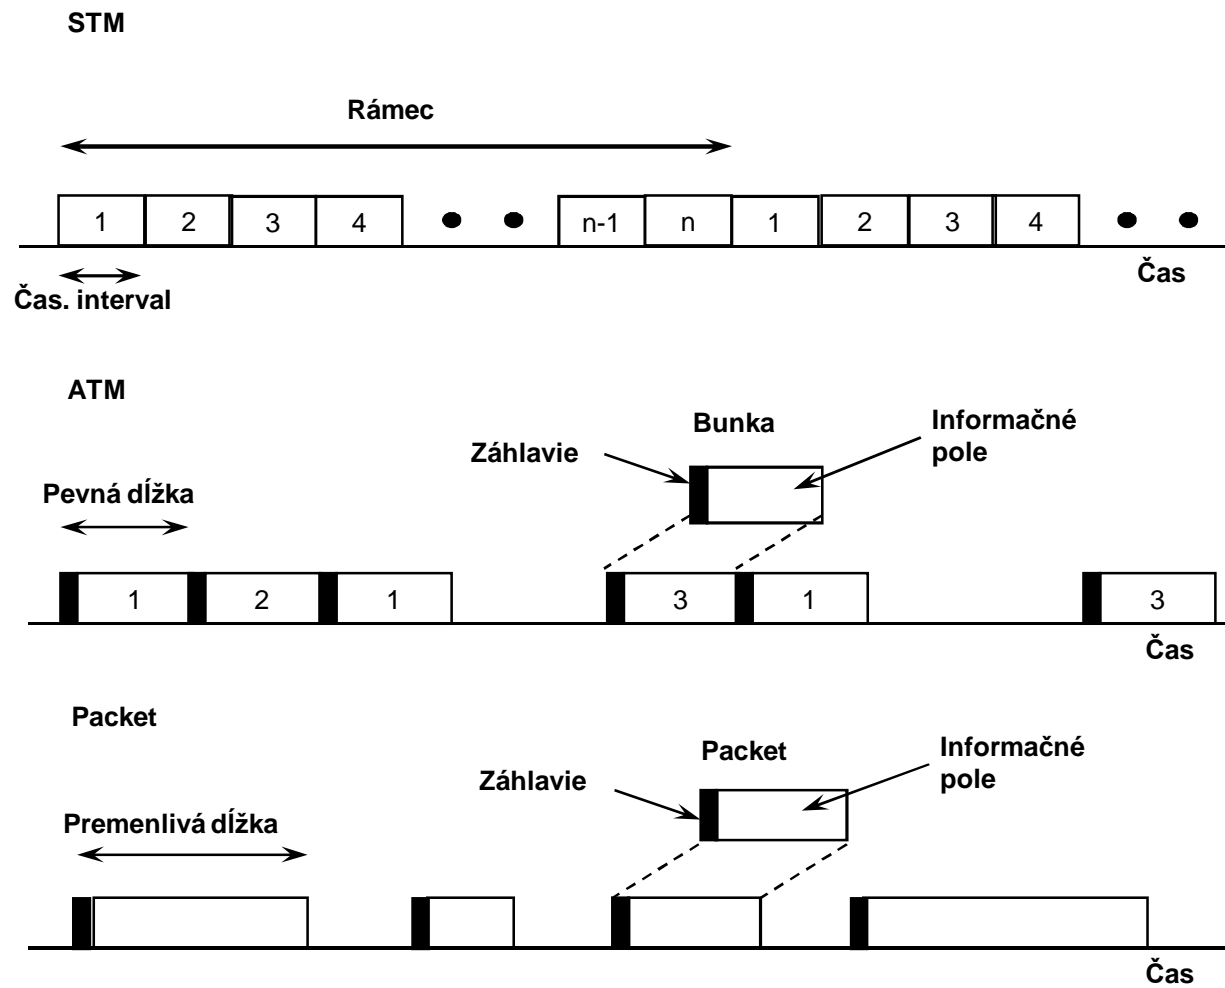 STM
Rámec
1 2 3 4 n-1 n 1 2 3 4
Čas
Čas. interval
ATM
Bunka
Informačné
pole
Záhlavie
Pevná dĺžka
1 2 1 3 1 3
Čas
Packet
Packet
Informačné
pole
Záhlavie
Premenlivá dĺžka
Čas